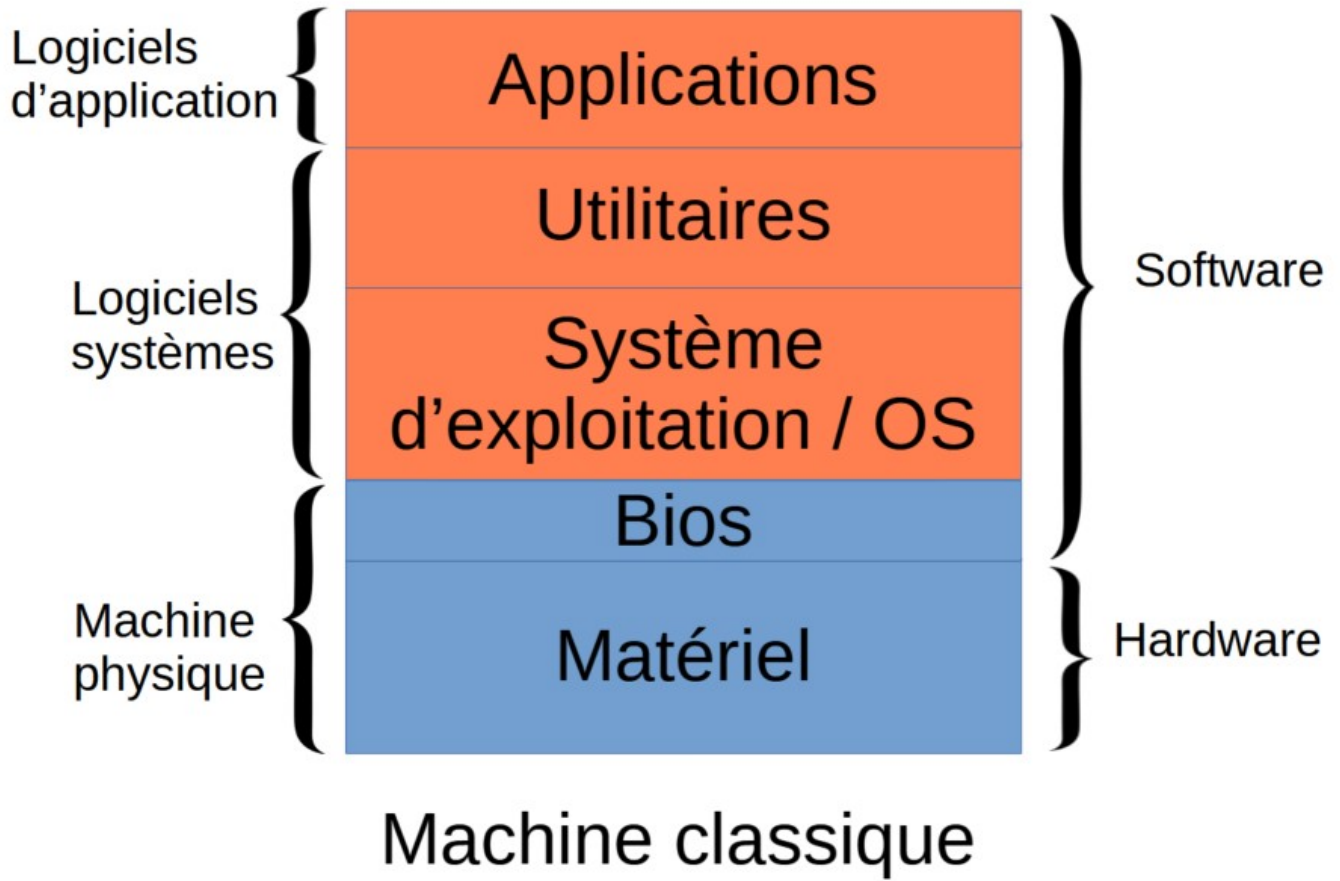 Logiciels
d’application
Applications
Utilitaires
Logiciels
systèmes
Système
d’exploitation / OS
Software
Bios
Machine
physique
Matériel
Hardware
Machine classique